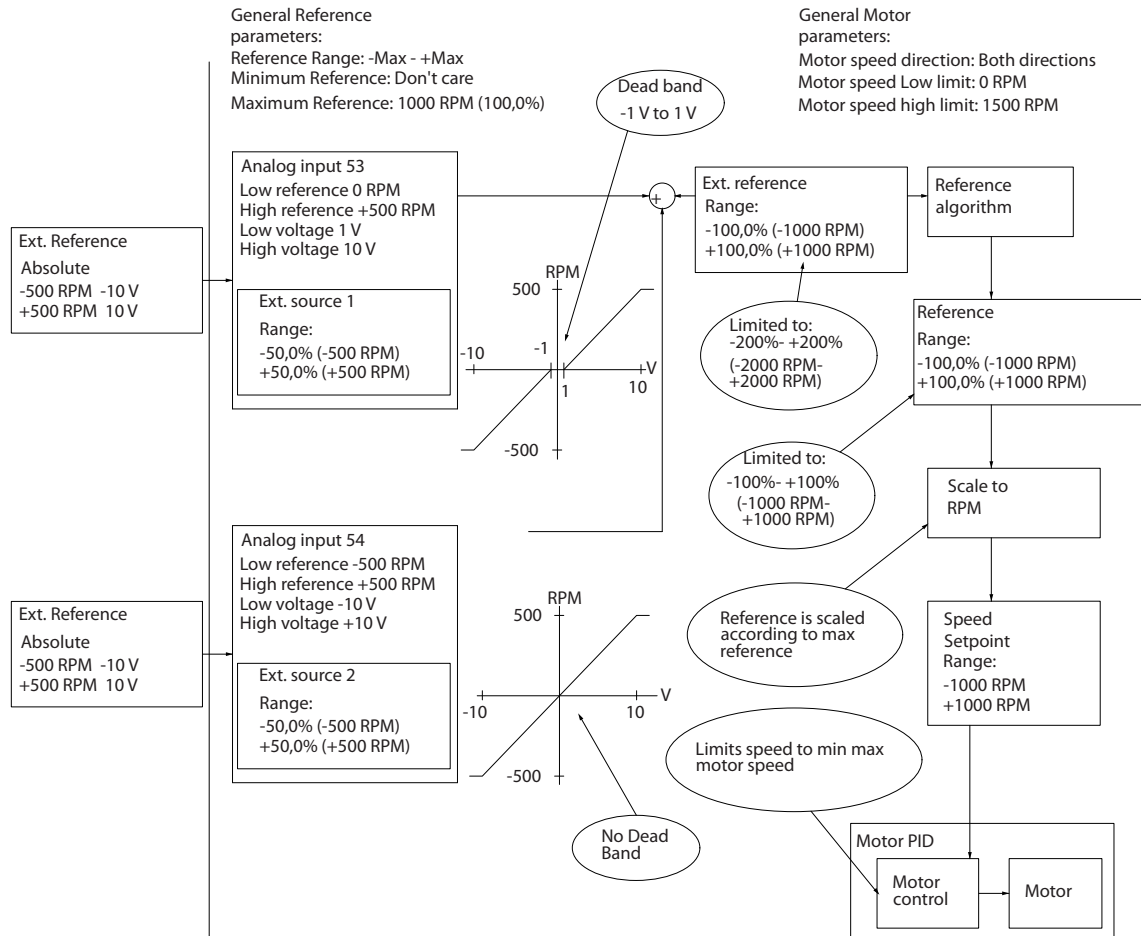 General Reference
parameters:
Reference Range: -Max - +Max
Minimum Reference: Don't care
Maximum Reference: 1000 RPM (100,0%)
General Motor
parameters:
Motor speed direction: Both directions
Motor speed Low limit: 0 RPM
Motor speed high limit: 1500 RPM
Dead band
-1 V to 1 V
Ext. Reference
Absolute
-500 RPM -10 V
+500 RPM 10 V
Analog input 53
Low reference 0 RPM
High reference +500 RPM
Low voltage 1 V
High voltage 10 V
Ext. source 1
Range:
-50,0% (-500 RPM)
+50,0% (+500 RPM)
RPM
500
-10
-1
V
1
10
-500
+
Ext. reference
Range:
-100,0% (-1000 RPM)
+100,0% (+1000 RPM)
Reference
algorithm
Limited to:
-200%- +200%
(-2000 RPM-
+2000 RPM)
Reference
Range:
-100,0% (-1000 RPM)
+100,0% (+1000 RPM)
Limited to:
-100%- +100%
(-1000 RPM-
+1000 RPM)
Scale to
RPM
Ext. Reference
Absolute
-500 RPM -10 V
+500 RPM 10 V
Analog input 54
Low reference -500 RPM
High reference +500 RPM
Low voltage -10 V
High voltage +10 V
Ext. source 2
Range:
-50,0% (-500 RPM)
+50,0% (+500 RPM)
RPM
500
V
-10
10
-500
No Dead
Band
Reference is scaled
according to max
reference
Speed
Setpoint
Range:
-1000 RPM
+1000 RPM
Limits speed to min max
motor speed
Motor PID
Motor
control
Motor